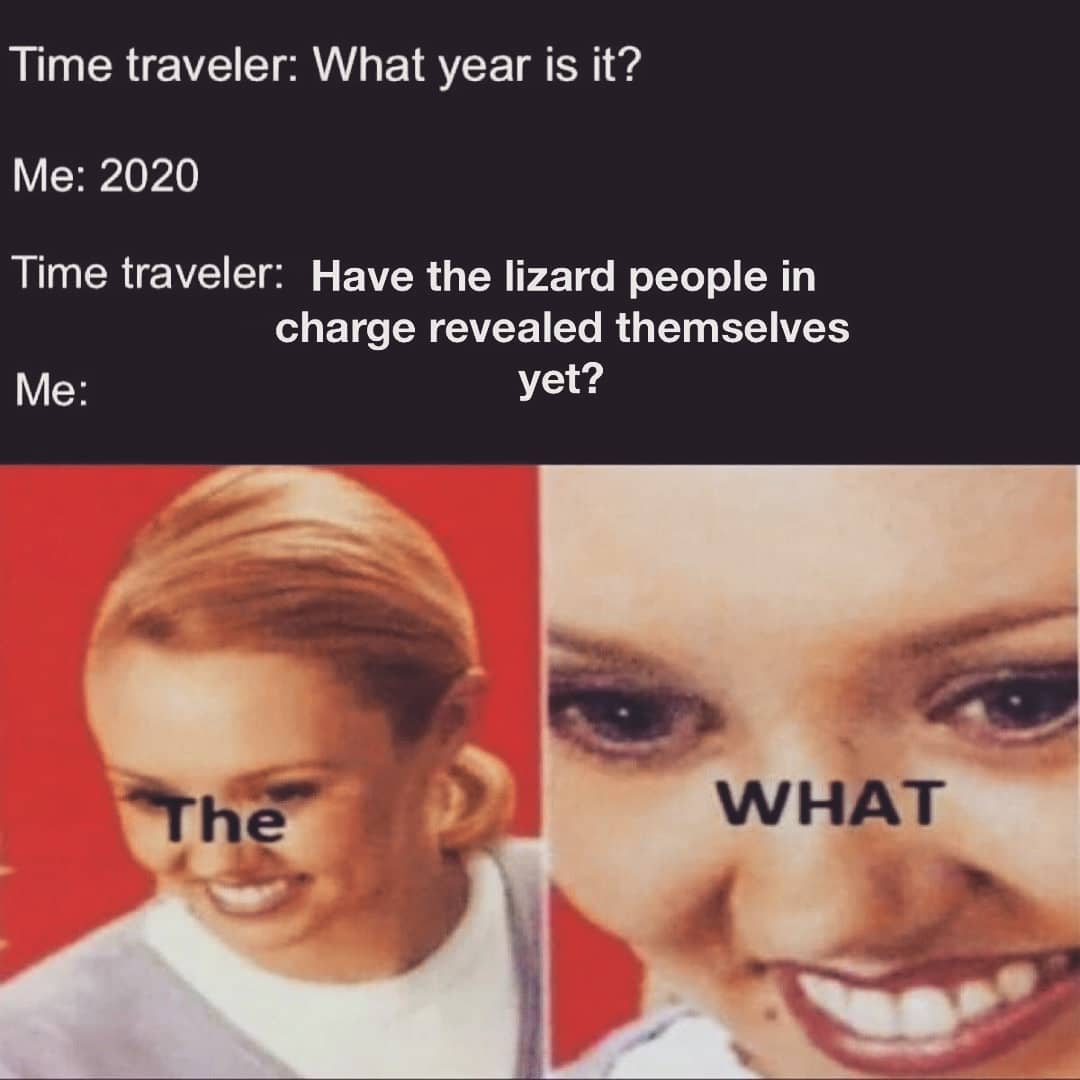 Time traveler: What year is it?
Me: 2020
Time traveler: Have the lizard people in
charge revealed themselves
yet?
Me:
The
WHAT